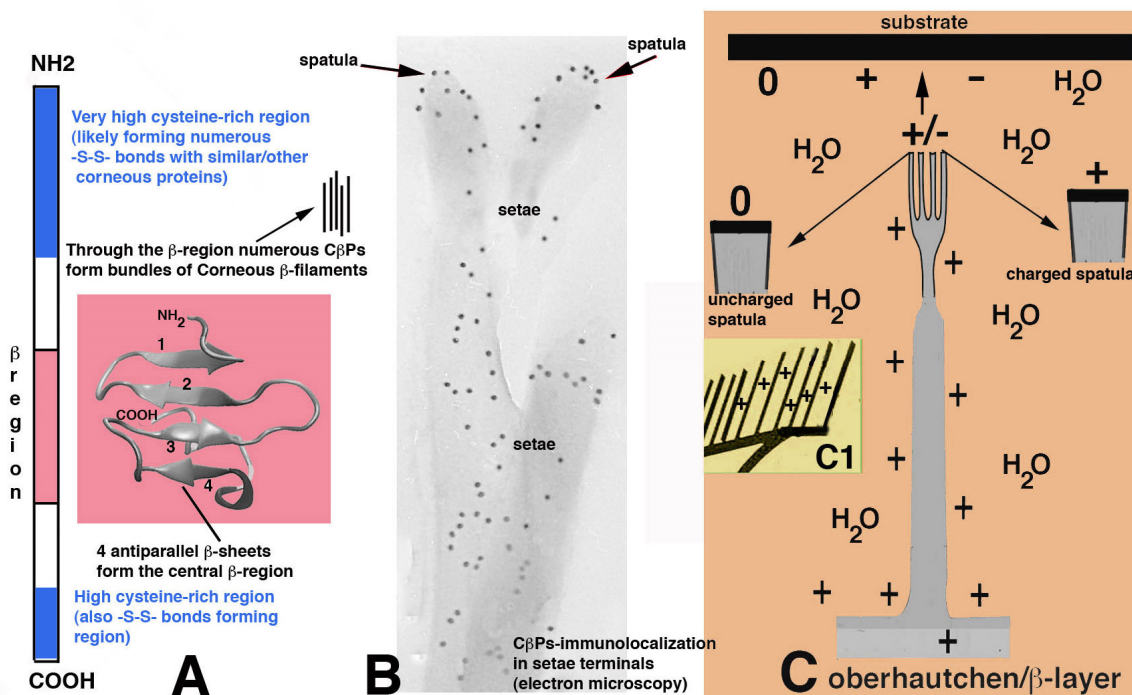 NH2
Very high cysteine-rich region
(likely forming numerous
-S-S- bonds with similar/other
corneous proteins)
Through the β-region numerous CβPs
form bundles of Corneous β-filaments
β region
NH2
1
2
COOH
3
4
4 antiparallel β-sheets
form the central β-region
High cysteine-rich region
(also -S-S- bonds forming
region)
COOH
A
spatula
spatula
setae
setae
CβPs-immunolocalization
in setae terminals
(electron microscopy)
B
substrate
0 + - H2O
+/-
H2O
H2O
0
+
uncharged
spatula
charged spatula
+
+
H2O
H2O
+ + + + + +
C1
+
+
+
H2O
H2O
+
+ + +
+
C oberhautchen/β-layer